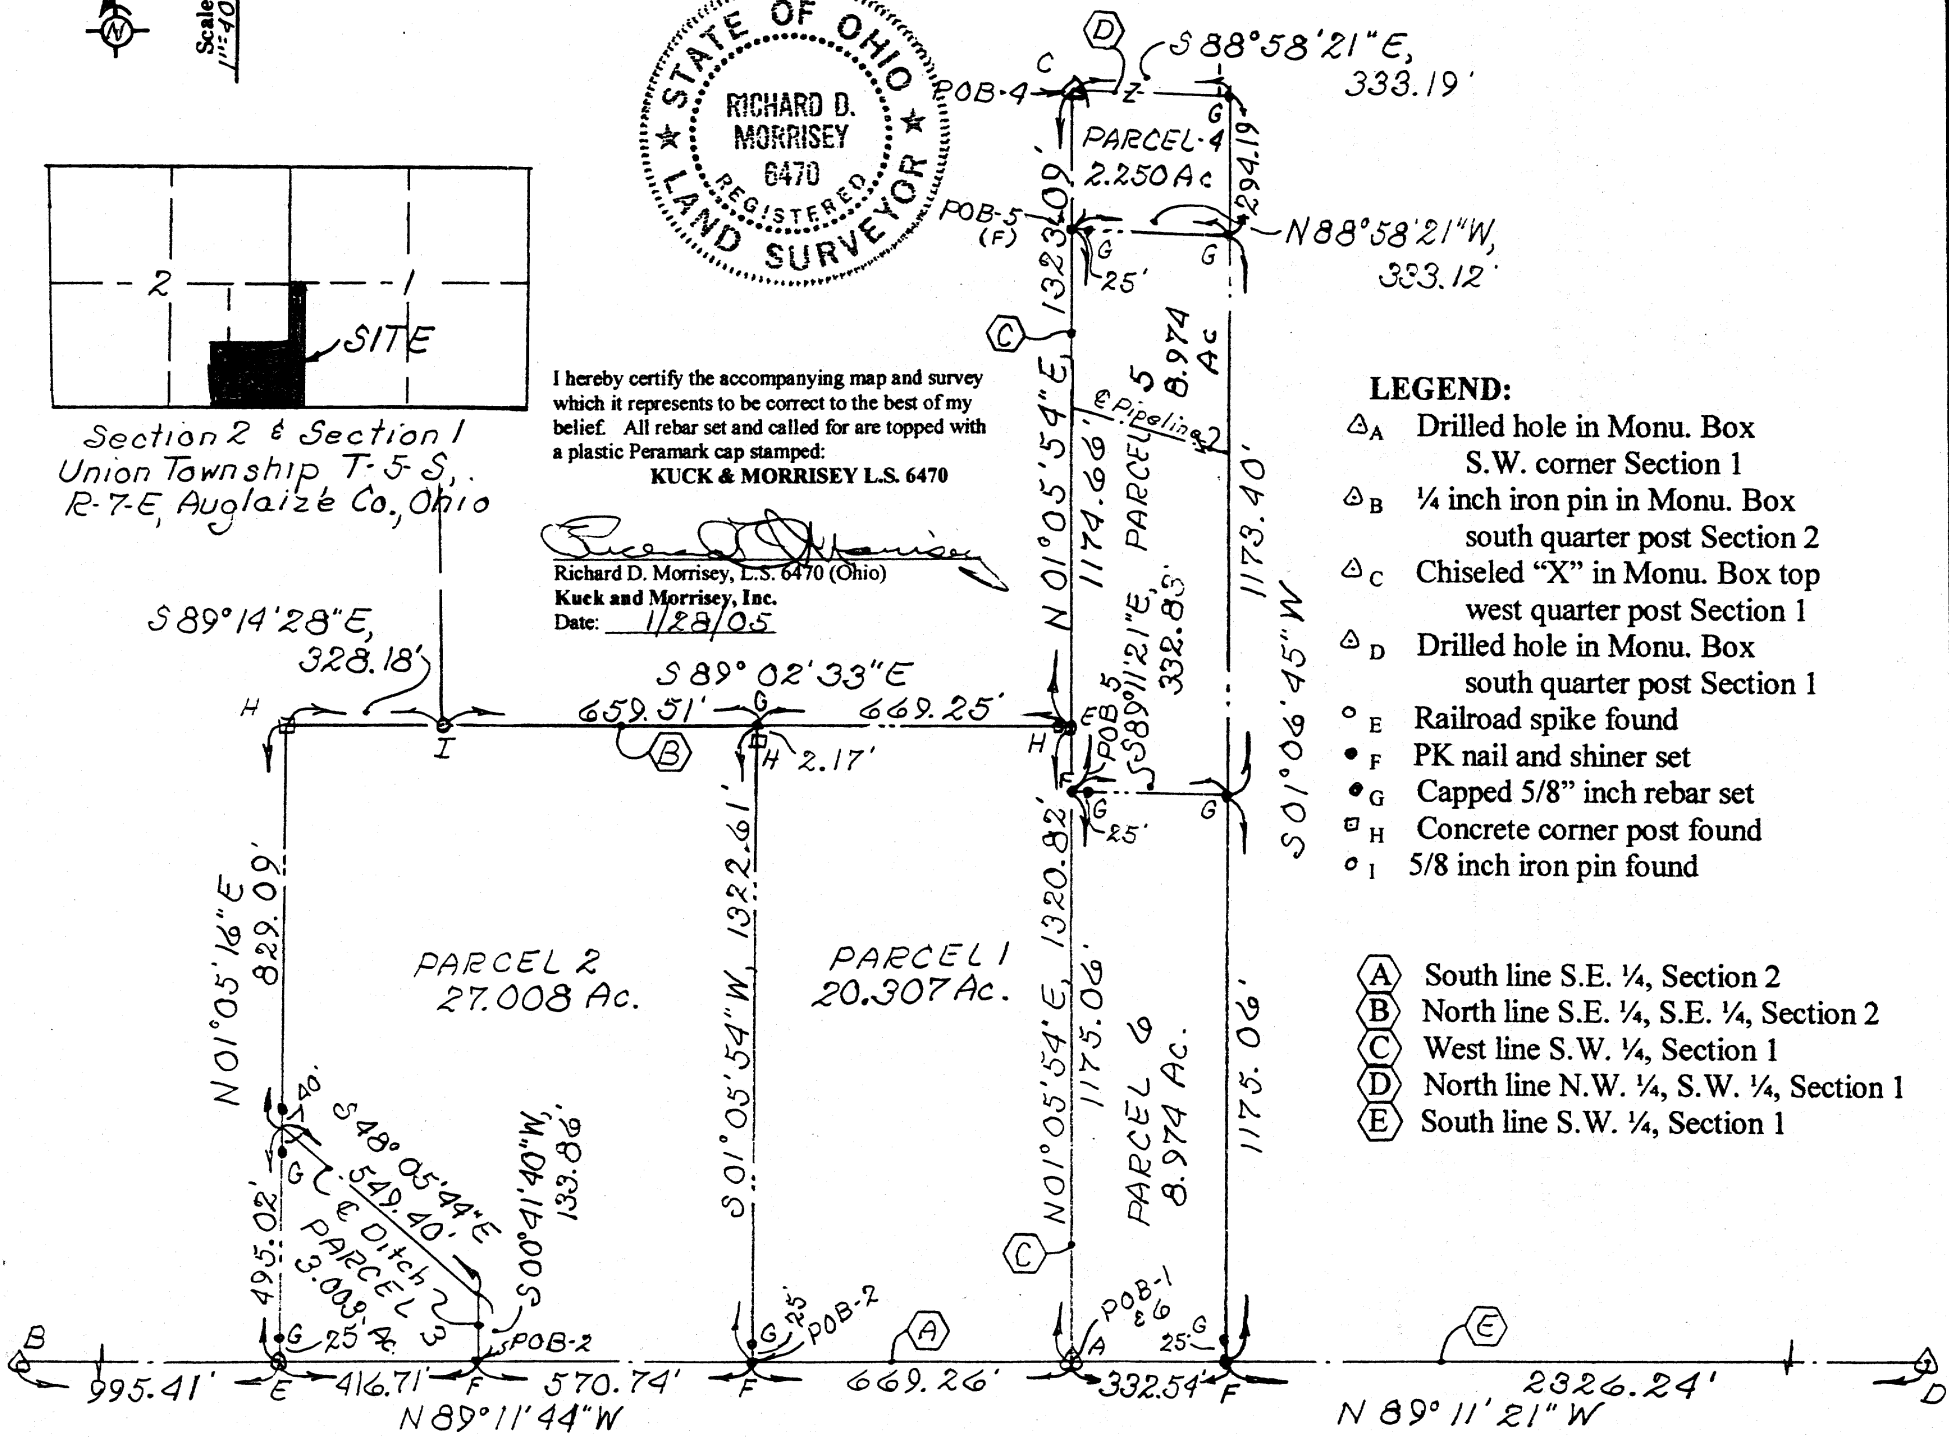 N
Scale
STATE OF OHIO
RICHARD D.
MORRISEY
6470
REGISTERED
LAND SURVEYOR
D
S 88°58'21"E,
333.19'
C
POB-4
Z
G
PARCEL-4
2.250 Ac
294.19
POB-5
(F)
G
25'
G
N88°58'21"W,
333.12'
2
1
SITE
Section 2 & Section 1
Union Township, T-5-S,
R-7-E, Auglaize Co., Ohio
I hereby certify the accompanying map and survey
which it represents to be correct to the best of my
belief. All rebar set and called for are topped with
a plastic Peramark cap stamped:
KUCK & MORRISEY L.S. 6470
Richard D. Morrisey, L.S. 6470 (Ohio)
Kuck and Morrisey, Inc.
Date: 1/28/05
C
N 01°05'54"E, 1323.09'
1174.66'
PARCEL 5
8.974
Ac
℄ Pipeline
1173.40'
S01°06'45"W
S89°11'21"E,
332.83'
POB 5
LEGEND:
A Drilled hole in Monu. Box
S.W. corner Section 1
B ¼ inch iron pin in Monu. Box
south quarter post Section 2
C Chiseled “X” in Monu. Box top
west quarter post Section 1
D Drilled hole in Monu. Box
south quarter post Section 1
E Railroad spike found
F PK nail and shiner set
G Capped 5/8” inch rebar set
H Concrete corner post found
I 5/8 inch iron pin found
A South line S.E. ¼, Section 2
B North line S.E. ¼, S.E. ¼, Section 2
C West line S.W. ¼, Section 1
D North line N.W. ¼, S.W. ¼, Section 1
E South line S.W. ¼, Section 1
S89°14'28"E,
328.18'
S 89° 02'33"E
H
I
659.51'
B
G
H 2.17'
669.25'
H
E
F
G
25'
G
N01°05'16"E
829.09'
PARCEL 2
27.008 Ac.
S01°05'54"W, 1322.61'
PARCEL 1
20.307 Ac.
N01°05'54"E, 1320.82'
1175.06'
PARCEL 6
8.974 Ac.
1175.06'
40'
G
S48°05'44"E
549.40'
℄ Ditch
PARCEL 3
3.009 Ac.
S00°41'40"W,
133.86'
495.02'
C
B
G
25'
POB-2
G
25'
POB-2
A
POB-1
& 6
A
25'
G
E
995.41'
E
416.71'
F
570.74'
F
669.26'
332.54'
F
2326.24'
D
N 89°11'44"W
N 89°11'21"W